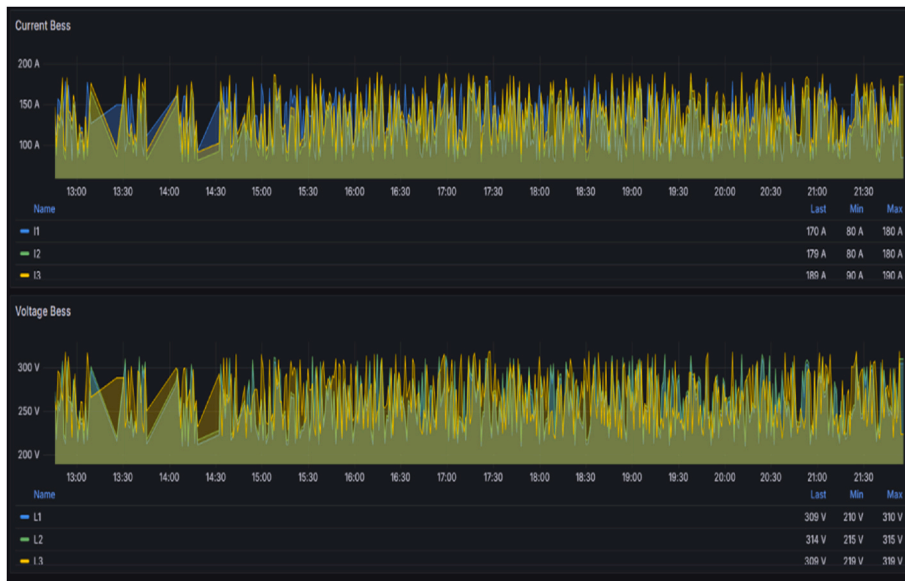 Current Bess
200 A
150 A
100 A
13:00 13:30 14:00 14:30 15:00 15:30 16:00 16:30 17:00 17:30 18:00 18:30 19:00 19:30 20:00 20:30 21:00 21:30
Name Last Min Max
I1 170 A 80 A 180 A
I2 179 A 80 A 180 A
I3 189 A 90 A 190 A
Voltage Bess
300 V
250 V
200 V
13:00 13:30 14:00 14:30 15:00 15:30 16:00 16:30 17:00 17:30 18:00 18:30 19:00 19:30 20:00 20:30 21:00 21:30
Name Last Min Max
L1 309 V 210 V 310 V
L2 314 V 215 V 315 V
L3 309 V 219 V 319 V